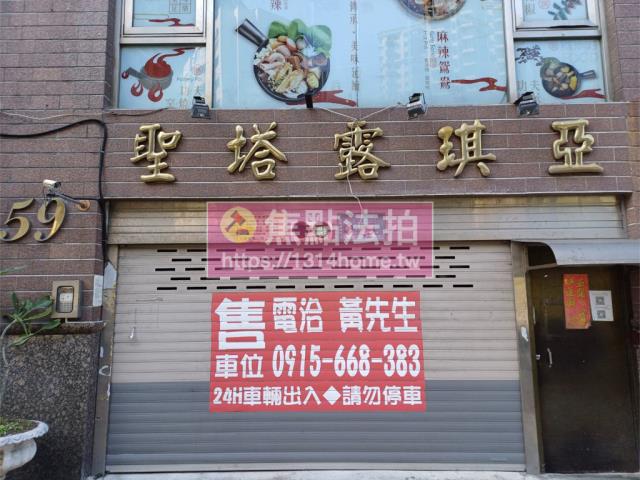 麻辣鴛鴦
聖塔露琪亞
59
焦點法拍
https://1314home.tw
售 電洽 黃先生
車位 0915-668-383
24H車輛出入◆請勿停車